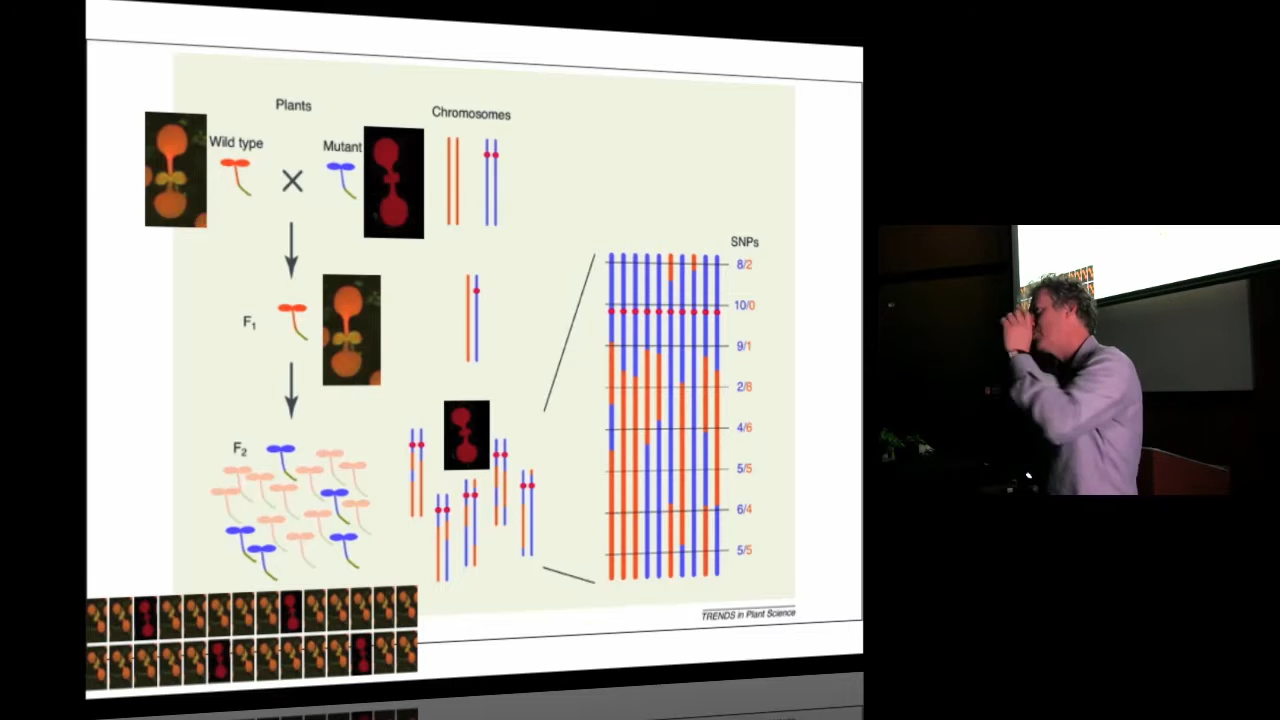 Plants
Chromosomes
Wild type
Mutant
SNPs
8/2
10/0
F1
9/1
2/8
4/6
F2
5/5
6/4
5/5
TRENDS in Plant Science